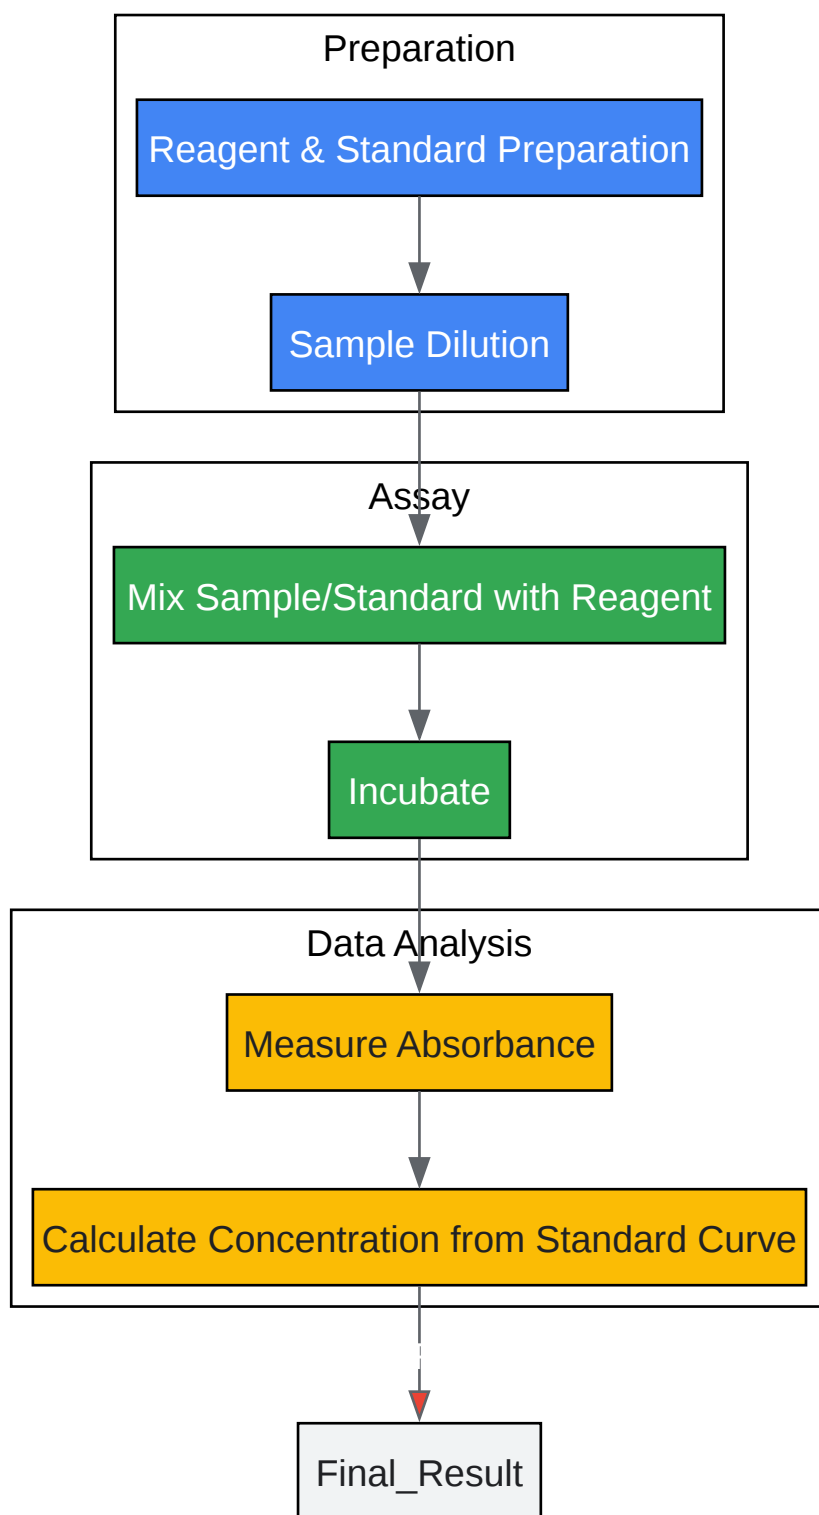 Preparation
Reagent & Standard Preparation
Sample Dilution
Assay
Mix Sample/Standard with Reagent
Incubate
Data Analysis
Measure Absorbance
Calculate Concentration from Standard Curve
Final_Result